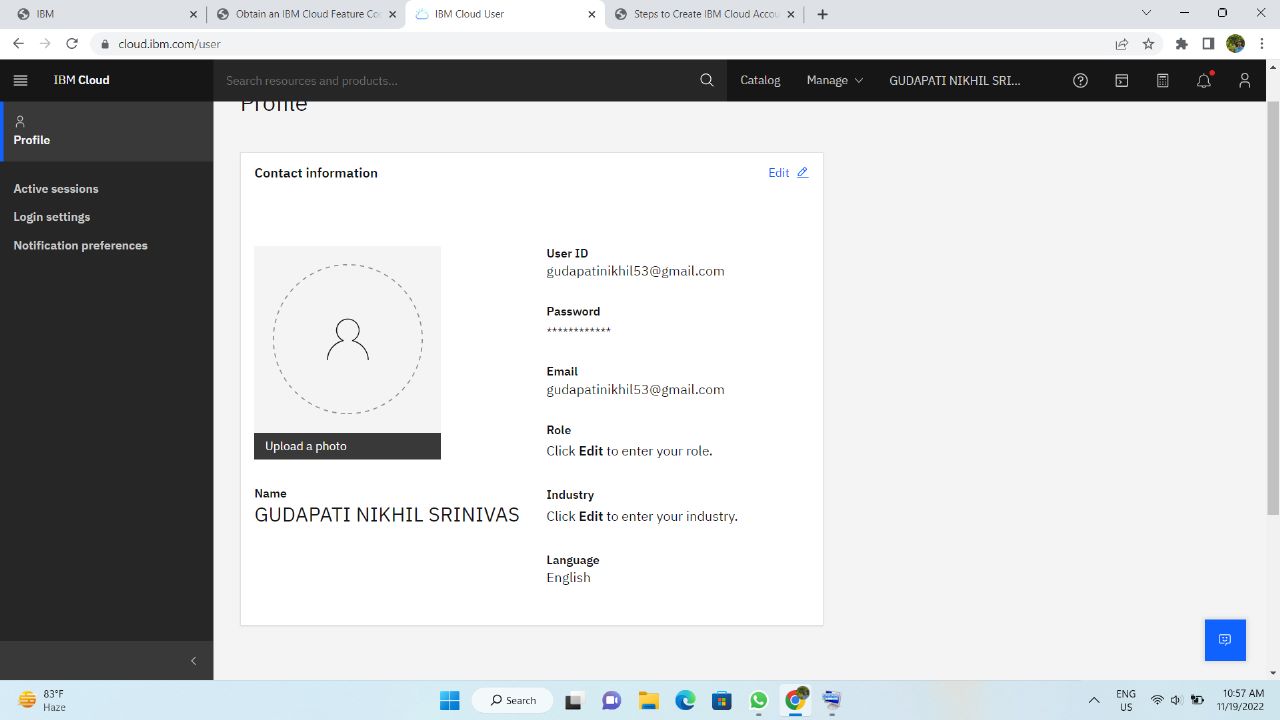 IBM
Obtain an IBM Cloud Feature Co
IBM Cloud User
Steps to Create IBM Cloud Accou
cloud.ibm.com/user
IBM Cloud
Search resources and products...
Catalog
Manage
GUDAPATI NIKHIL SRI...
Profile
Profile
Active sessions
Login settings
Notification preferences
Contact information
Edit
User ID
gudapatinikhil53@gmail.com
Password
************
Email
gudapatinikhil53@gmail.com
Role
Click Edit to enter your role.
Upload a photo
Name
GUDAPATI NIKHIL SRINIVAS
Industry
Click Edit to enter your industry.
Language
English
83°F
Haze
Search
ENG
US
10:57 AM
11/19/2022